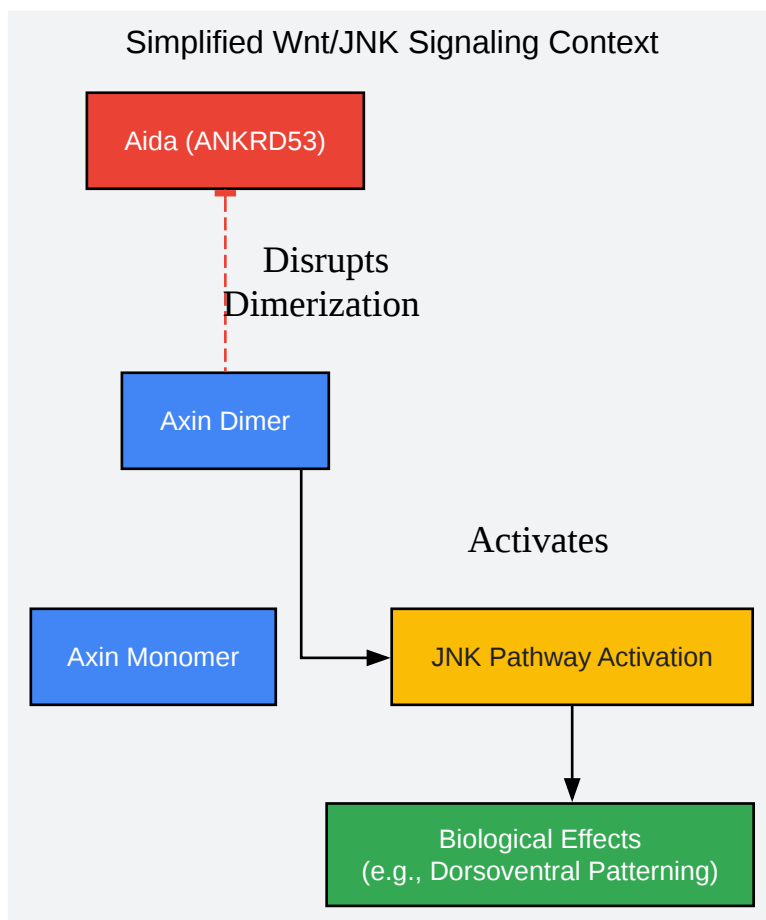 Simplified Wnt/JNK Signaling Context
Aida (ANKRD53)
Disrupts
Dimerization
Axin Dimer
Activates
Axin Monomer
JNK Pathway Activation
Biological Effects
(e.g., Dorsoventral Patterning)